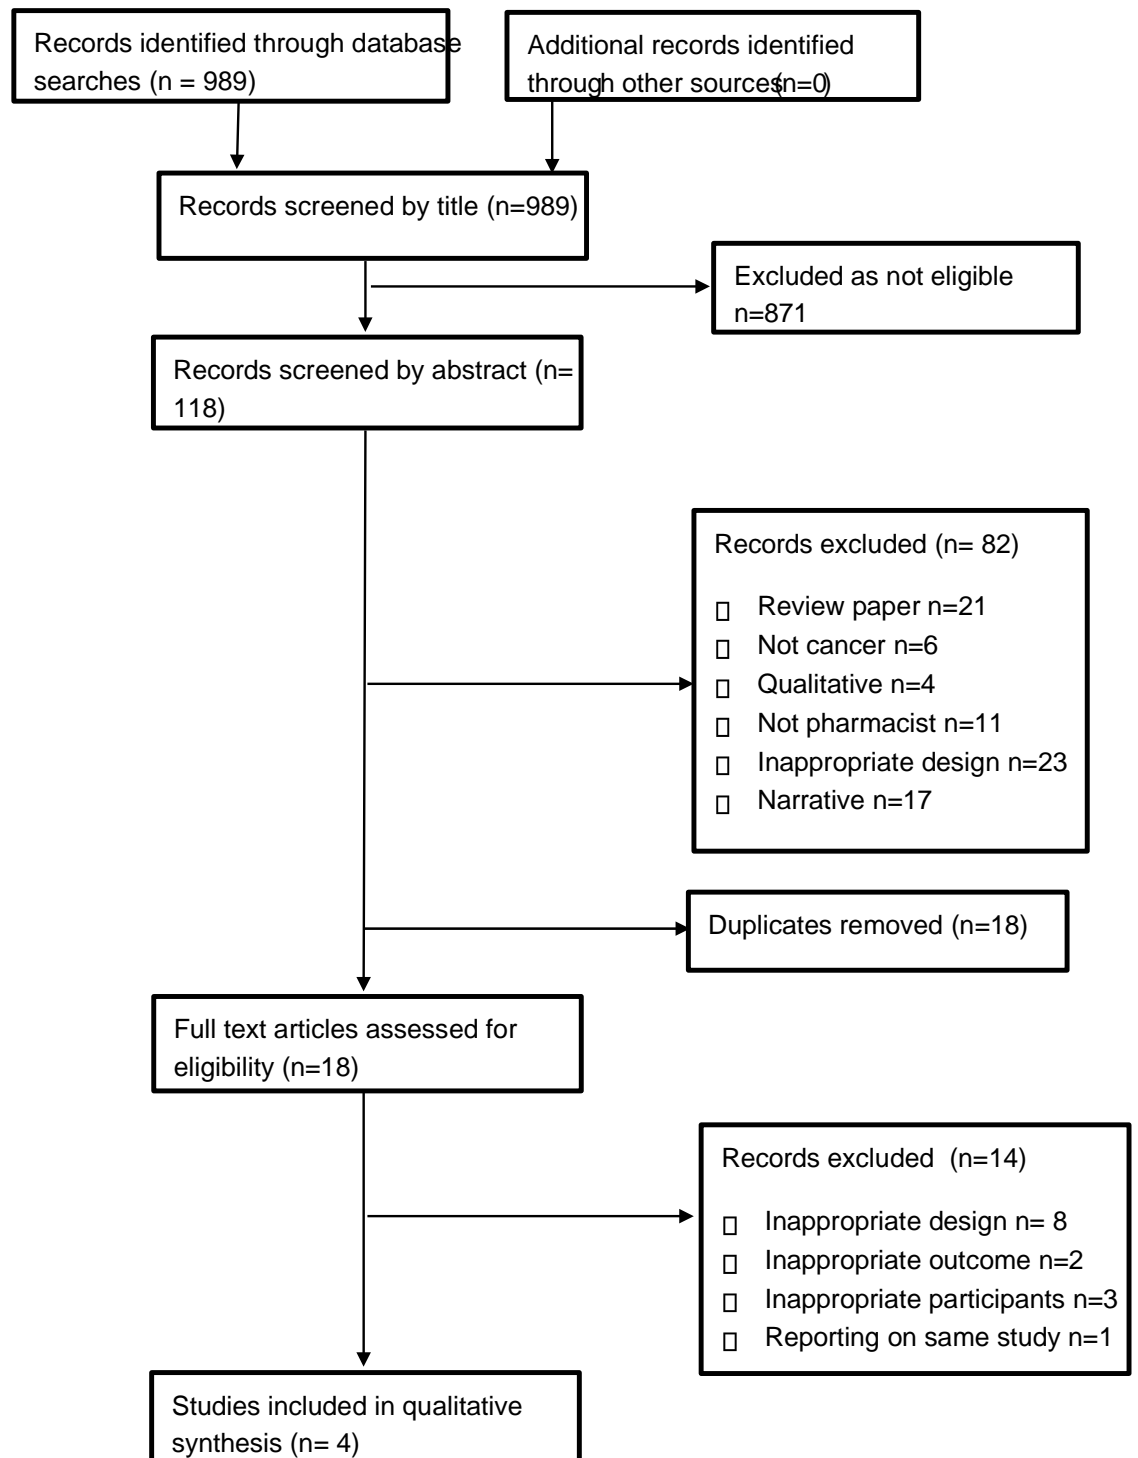 Records identified through database
searches (n = 989)
Additional records identified
through other sources(n=0)
Records screened by title (n=989)
Excluded as not eligible
n=871
Records screened by abstract (n=
118)
Records excluded (n= 82)
Review paper n=21
Not cancer n=6
Qualitative n=4
Not pharmacist n=11
Inappropriate design n=23
Narrative n=17
Duplicates removed (n=18)
Full text articles assessed for
eligibility (n=18)
Records excluded  (n=14)
Inappropriate design n= 8
Inappropriate outcome n=2
Inappropriate participants n=3
Reporting on same study n=1
Studies included in qualitative
synthesis (n= 4)